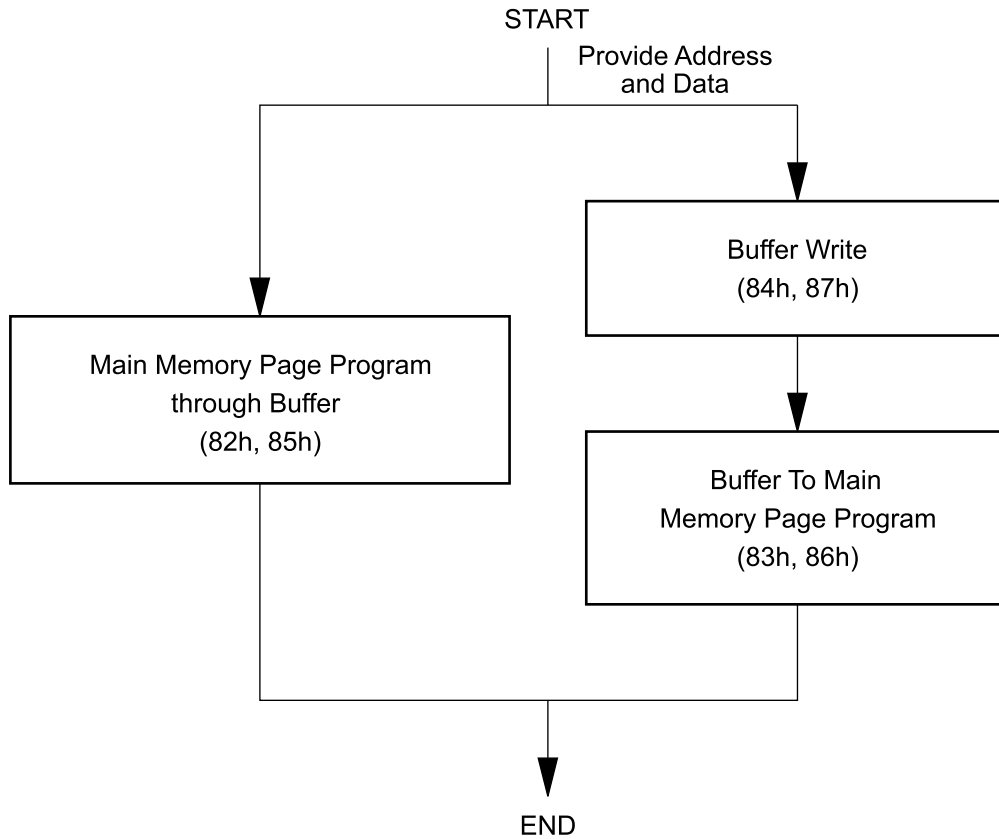 START
Provide Address
and Data
Buffer Write
(84h, 87h)
Main Memory Page Program
through Buffer
(82h, 85h)
Buffer To Main
Memory Page Program
(83h, 86h)
END